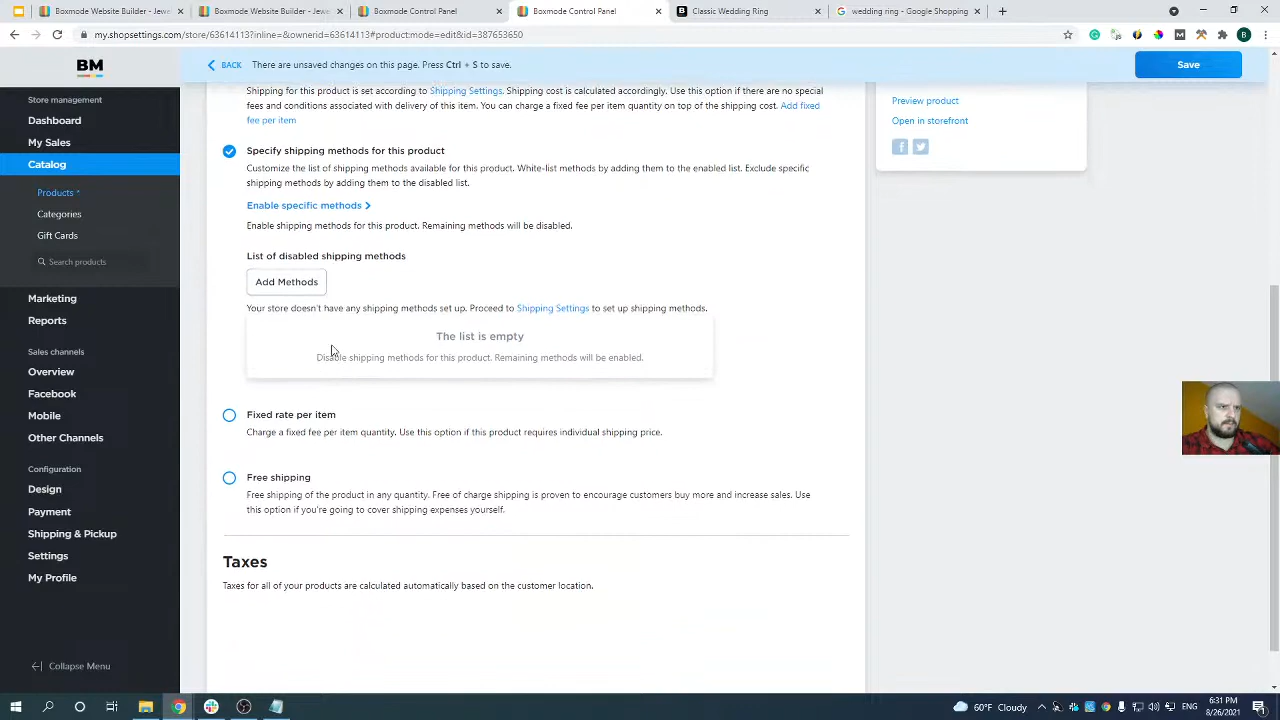 Boxmode Website Builder - Jewe
Boxmode Website Builder - Jewe
Boxmode Control Panel
Boxmode Control Panel
Classic Wedding Ring
wedding ring - Google Shopping
my.shopsettings.com/store/63614113?inline=&ownerid=63614113#productmode=edit&id=387653650
B
BM
BACK
There are unsaved changes on this page. Press Ctrl + S to save.
Save
Store management
Dashboard
My Sales
Catalog
Products *
Categories
Gift Cards
Search products
Marketing
Reports
Sales channels
Overview
Facebook
Mobile
Other Channels
Configuration
Design
Payment
Shipping & Pickup
Settings
My Profile
Collapse Menu
Shipping for this product is set according to Shipping Settings. Shipping cost is calculated accordingly. Use this option if there are no special
fees and conditions associated with delivery of this item. You can charge a fixed fee per item quantity on top of the shipping cost. Add fixed
fee per item
Specify shipping methods for this product
Customize the list of shipping methods available for this product. White-list methods by adding them to the enabled list. Exclude specific
shipping methods by adding them to the disabled list.
Enable specific methods
Enable shipping methods for this product. Remaining methods will be disabled.
List of disabled shipping methods
Add Methods
Your store doesn't have any shipping methods set up. Proceed to Shipping Settings to set up shipping methods.
The list is empty
Disable shipping methods for this product. Remaining methods will be enabled.
Fixed rate per item
Charge a fixed fee per item quantity. Use this option if this product requires individual shipping price.
Free shipping
Free shipping of the product in any quantity. Free of charge shipping is proven to encourage customers buy more and increase sales. Use
this option if you're going to cover shipping expenses yourself.
Taxes
Taxes for all of your products are calculated automatically based on the customer location.
Preview product
Open in storefront
60°F Cloudy
6:31 PM
8/26/2021